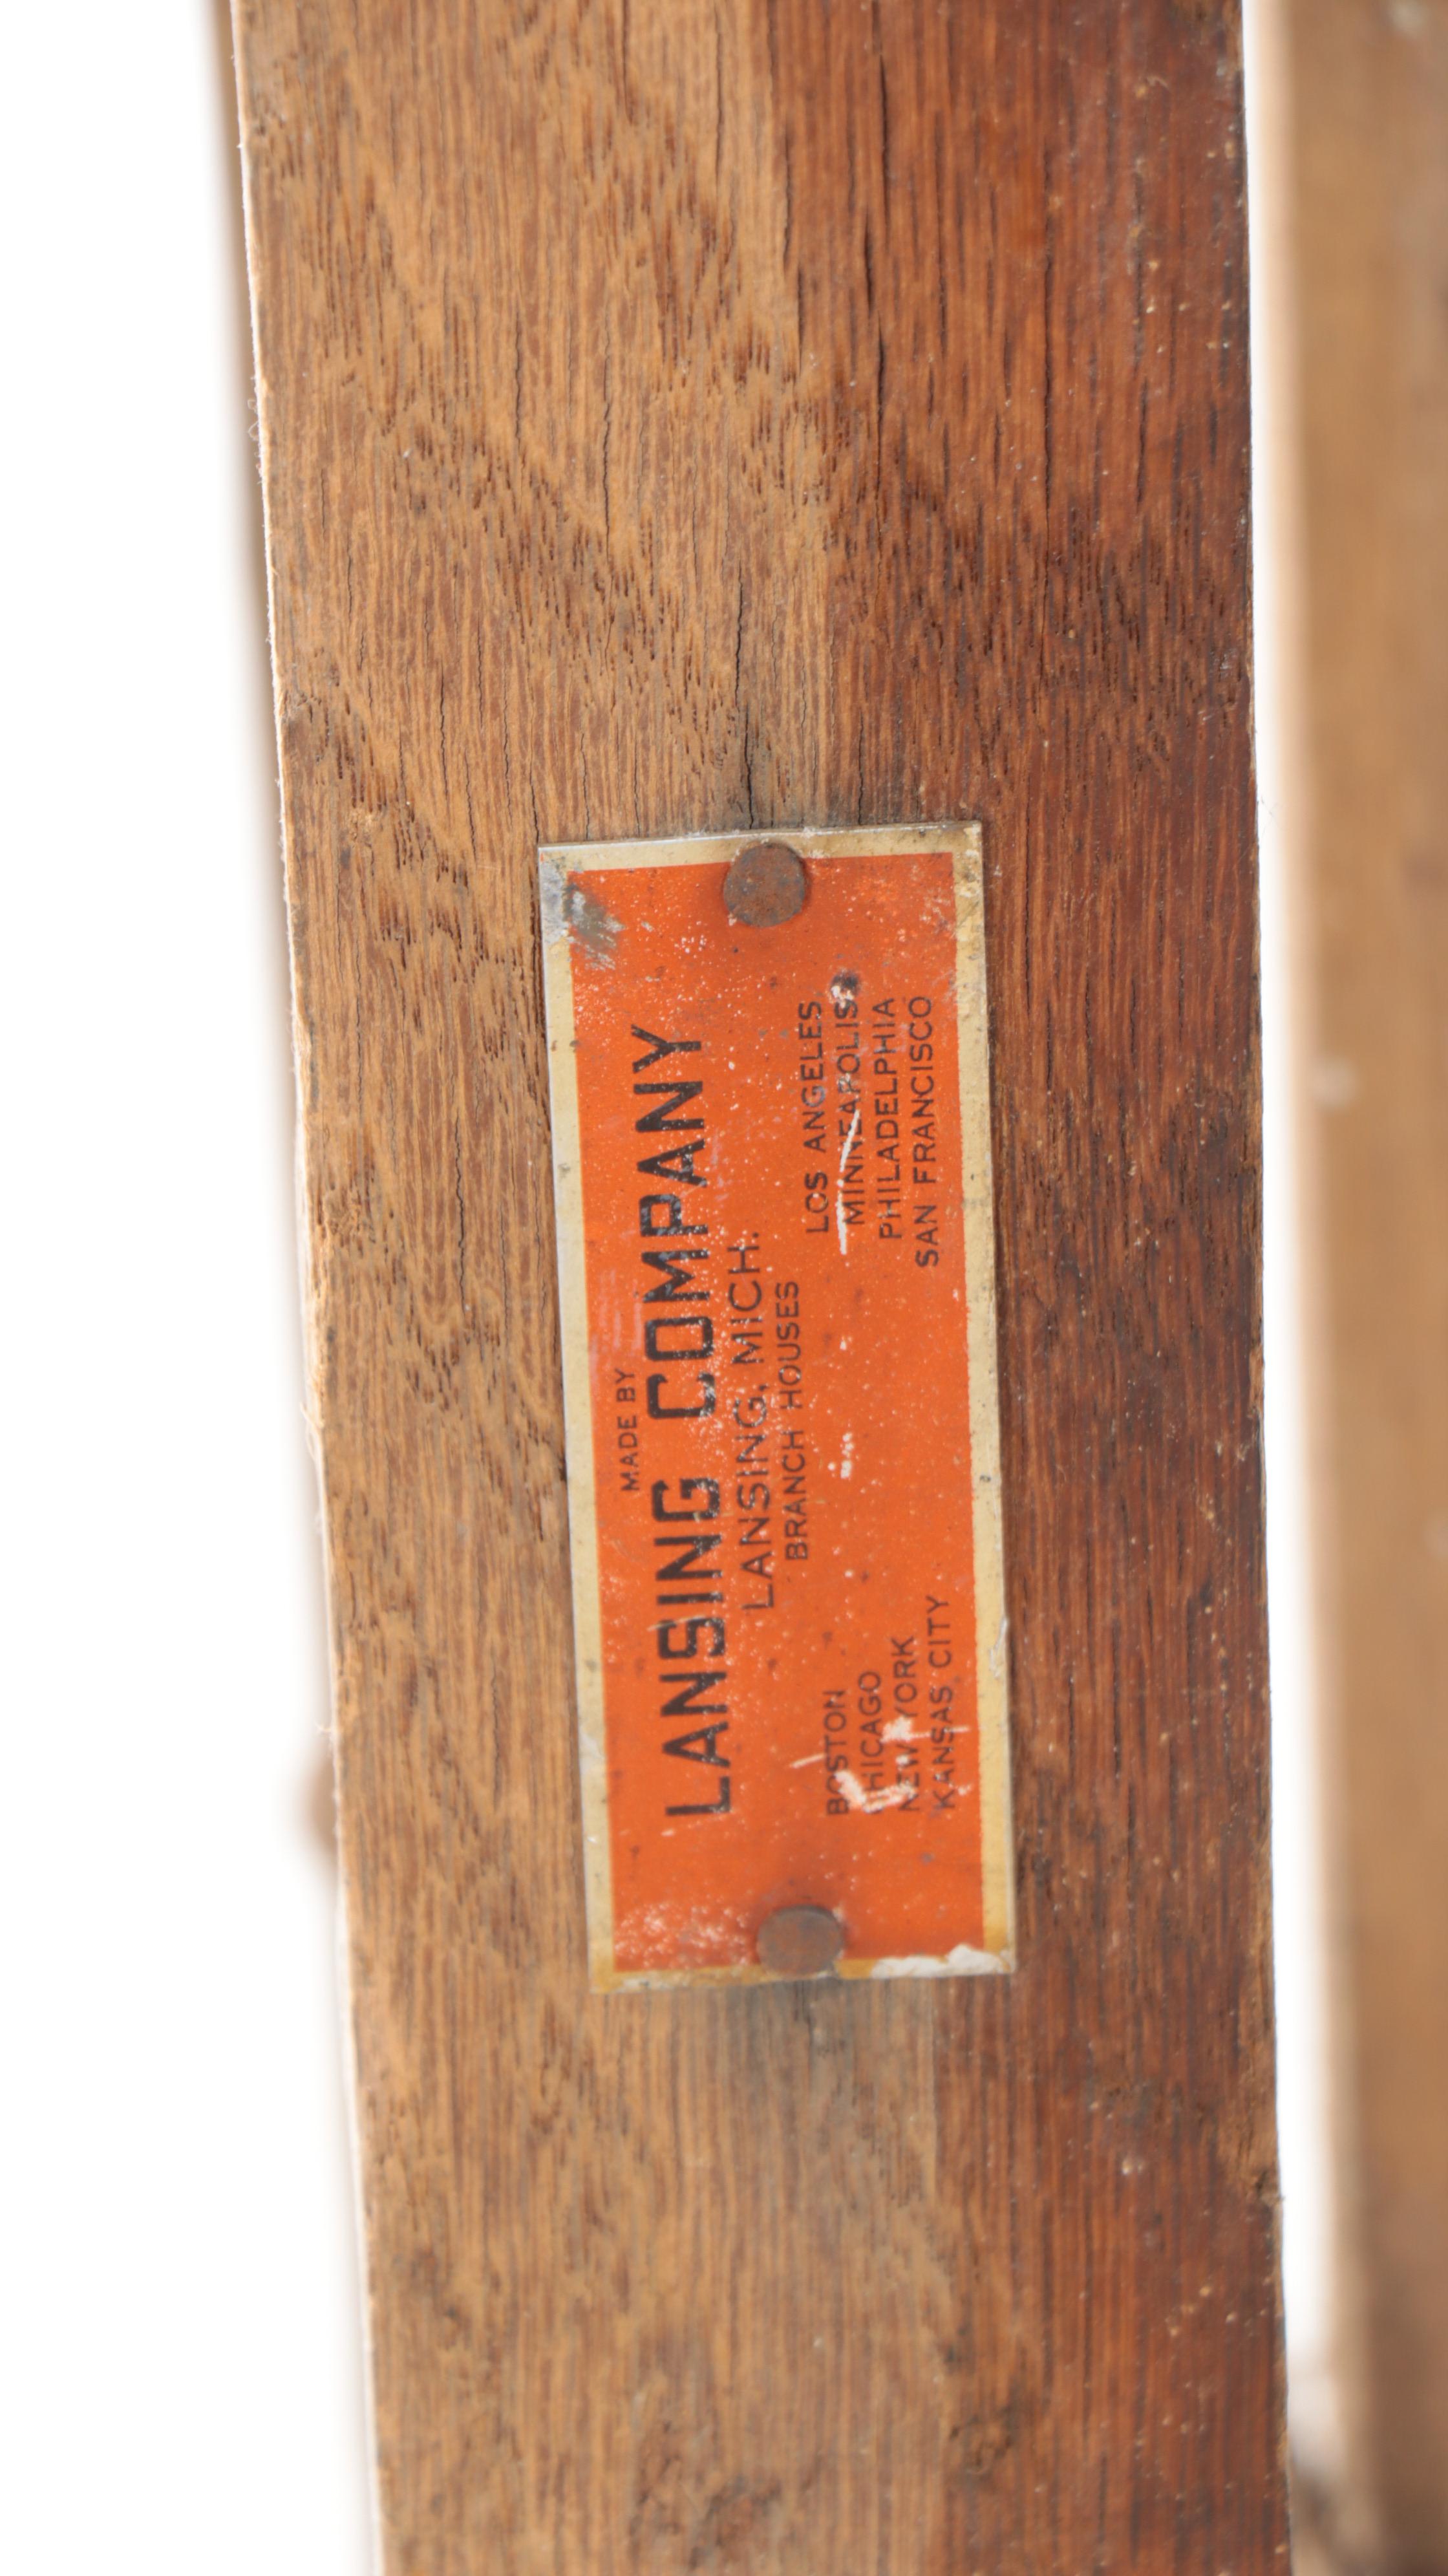 MADE BY
LANSING COMPANY
LANSING, MICH.
BRANCH HOUSES
BOSTON
CHICAGO
NEW YORK
KANSAS CITY
LOS ANGELES
MINNEAPOLIS
PHILADELPHIA
SAN FRANCISCO